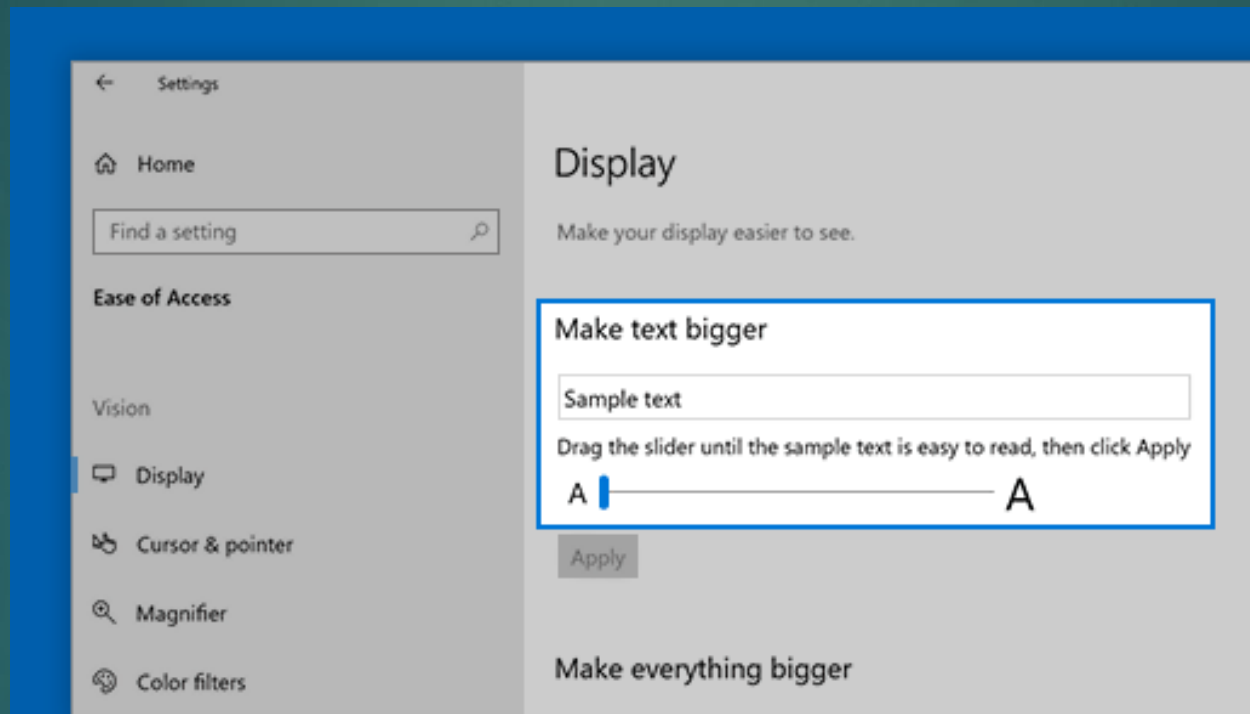 Settings
Home
Find a setting
Ease of Access
Vision
Display
Cursor & pointer
Magnifier
Color filters
Display
Make your display easier to see.
Make text bigger
Sample text
Drag the slider until the sample text is easy to read, then click Apply
A A
Apply
Make everything bigger